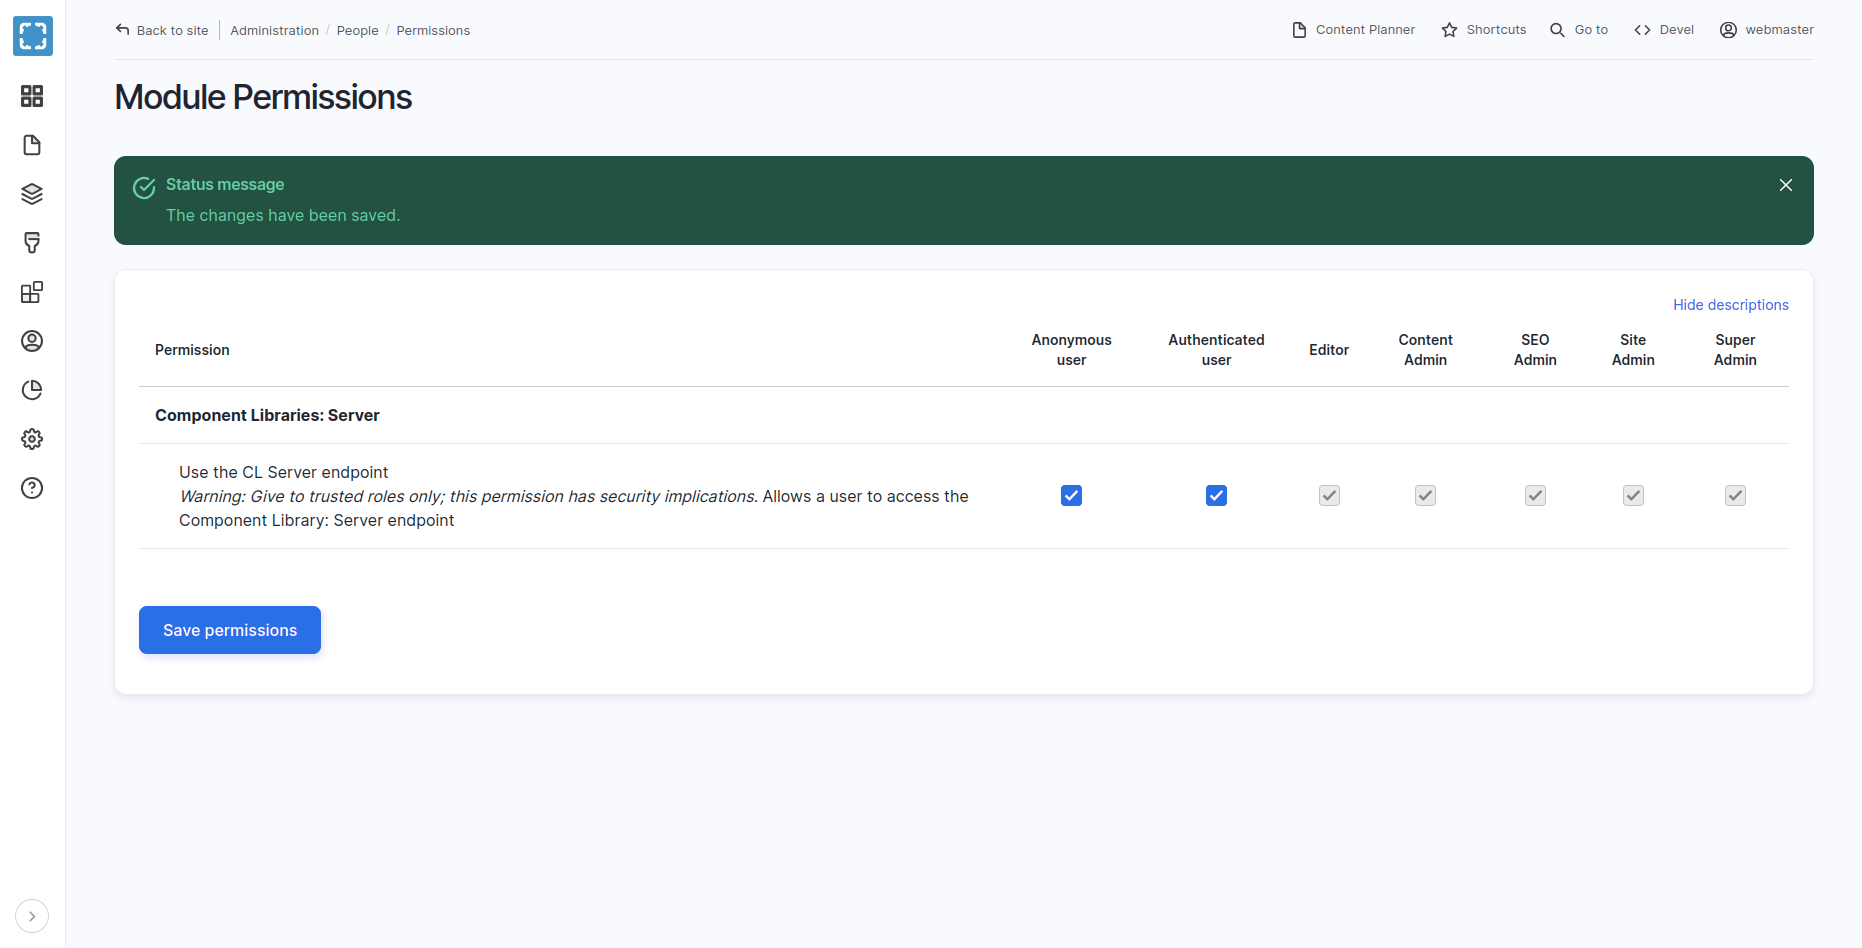 Back to site
Administration / People / Permissions
Content Planner
Shortcuts
Go to
Devel
webmaster
Module Permissions
Status message
The changes have been saved.
Hide descriptions
Permission
Anonymous
user
Authenticated
user
Editor
Content
Admin
SEO
Admin
Site
Admin
Super
Admin
Component Libraries: Server
Use the CL Server endpoint
Warning: Give to trusted roles only; this permission has security implications. Allows a user to access the
Component Library: Server endpoint
Save permissions